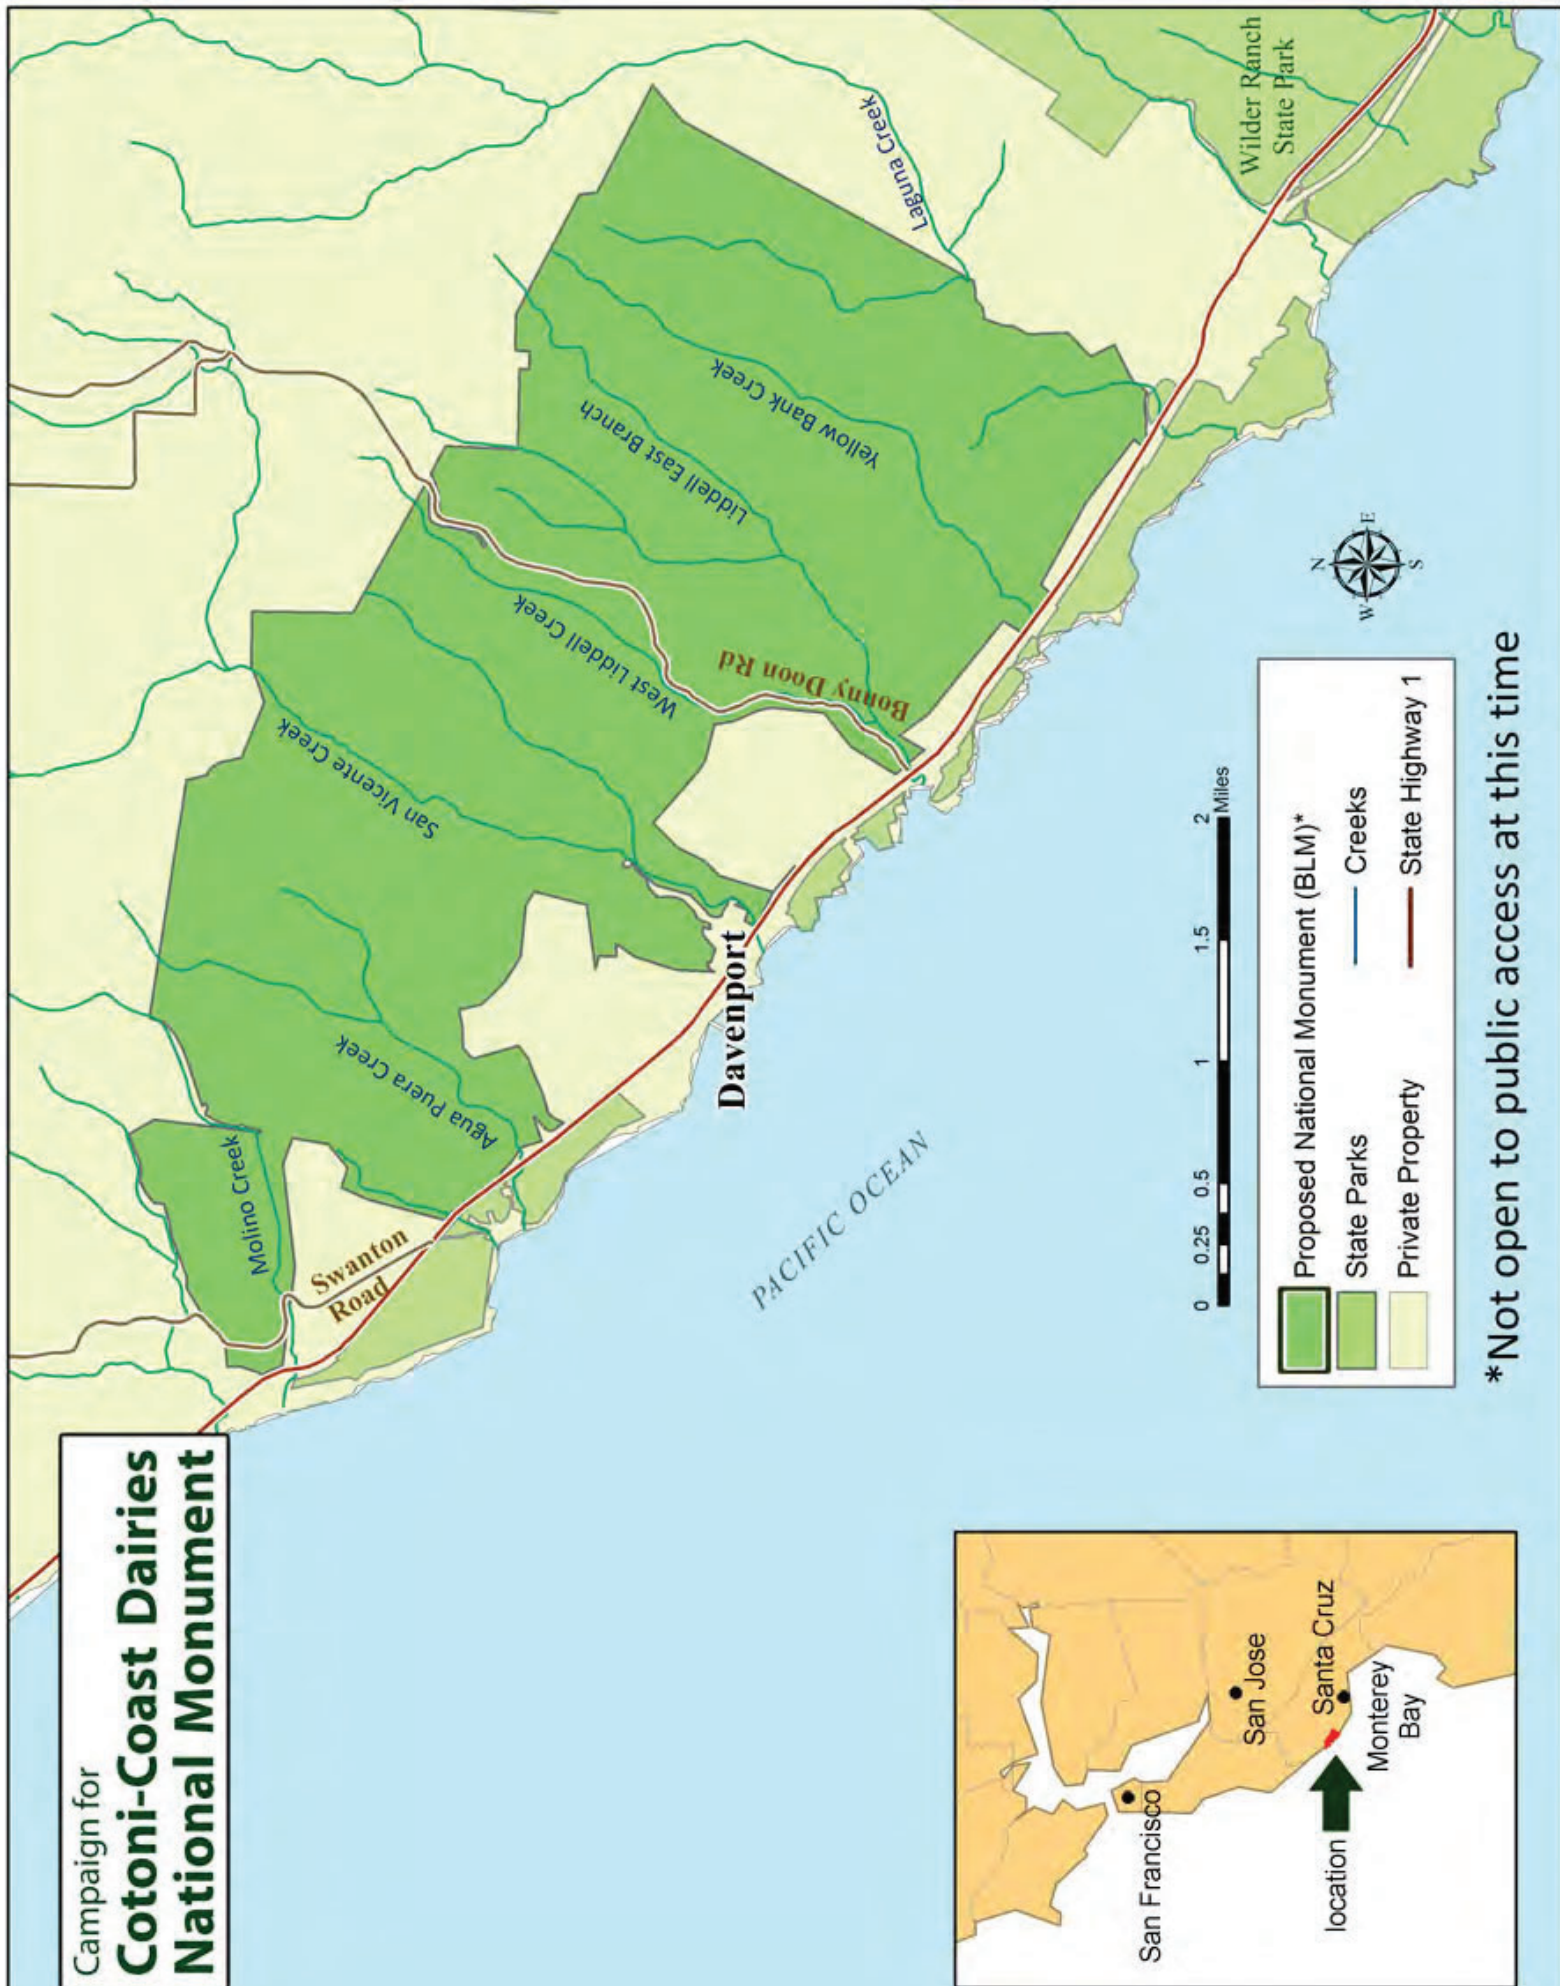 Campaign for
Cotoni-Coast Dairies
National Monument
Molino Creek
Swanton
Road
Agua Puera Creek
San Vicente Creek
West Liddell Creek
Bonny Doon Rd
Liddell East Branch
Yellow Bank Creek
Laguna Creek
Wilder Ranch
State Park
Davenport
PACIFIC OCEAN
N
W
E
S
0 0.25 0.5 1 1.5 2
Miles
Proposed National Monument (BLM)*
State Parks
Creeks
Private Property
State Highway 1
*Not open to public access at this time
San Francisco
San Jose
Santa Cruz
location
Monterey
Bay